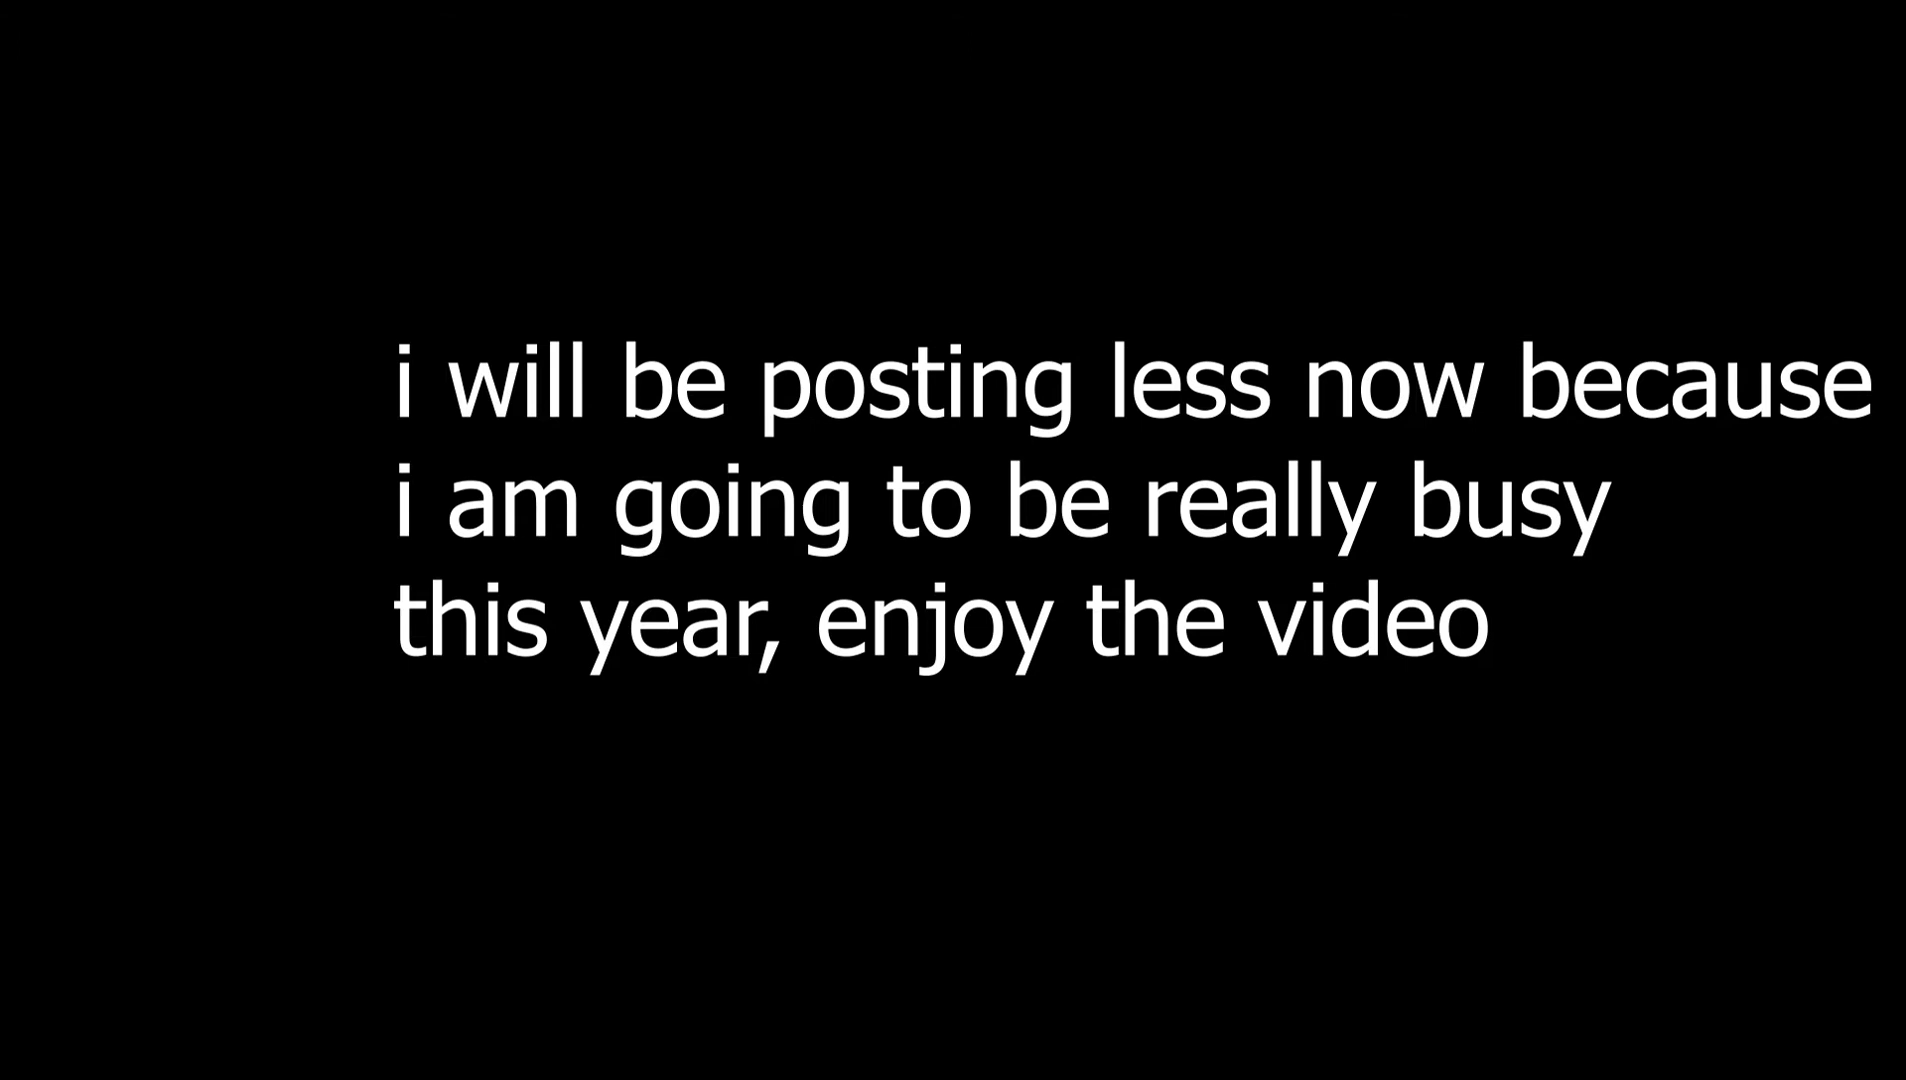 i will be posting less now because
i am going to be really busy
this year, enjoy the video